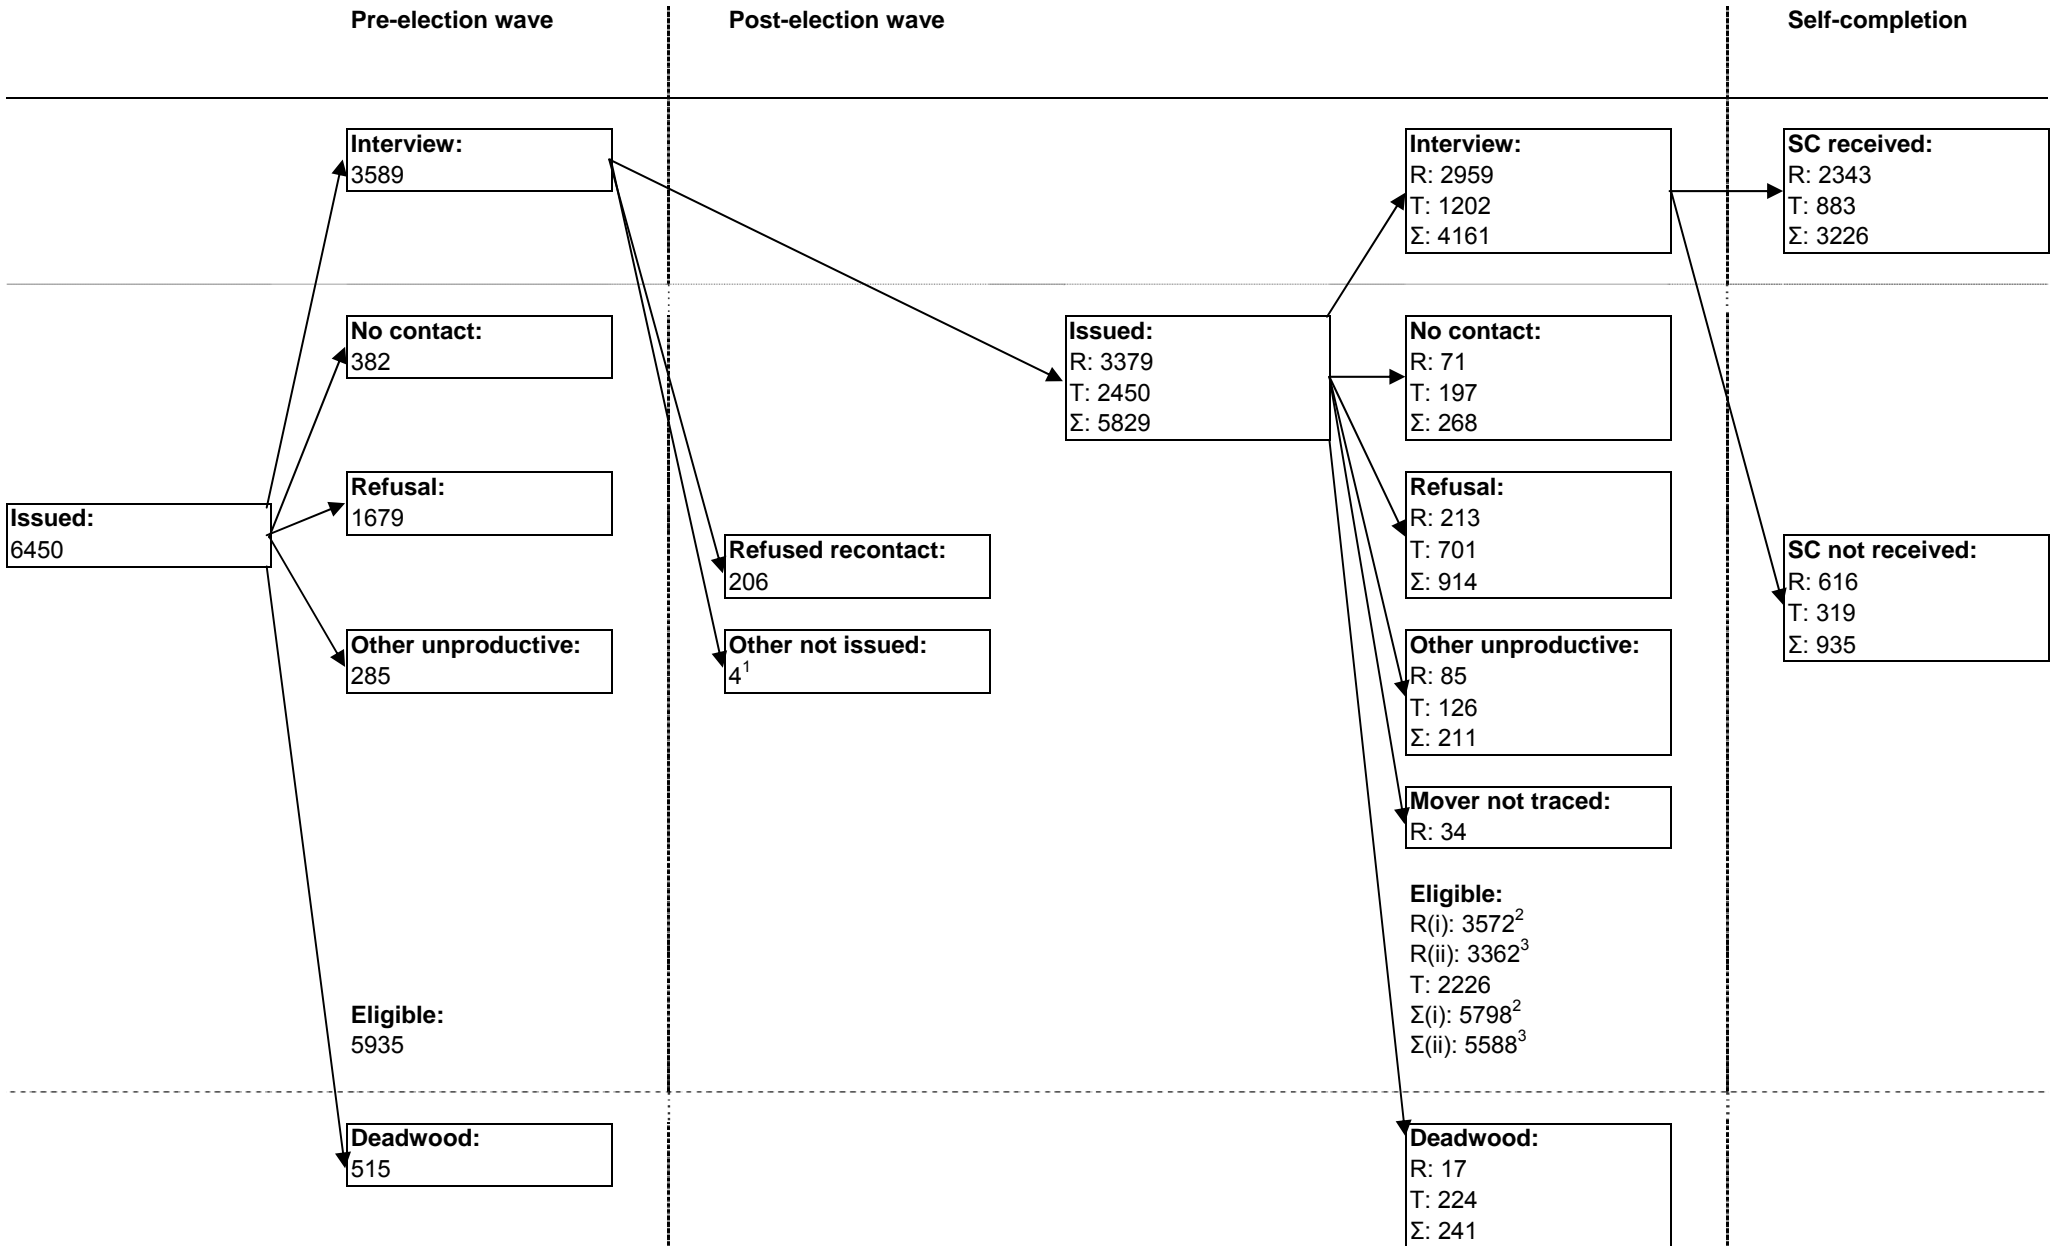 Pre-election wave
Post-election wave
Self-completion
Issued:
6450
Interview:
3589
No contact:
382
Refusal:
1679
Other unproductive:
285
Eligible:
5935
Deadwood:
515
Refused recontact:
206
Other not issued:
4¹
Issued:
R: 3379
T: 2450
Σ: 5829
Interview:
R: 2959
T: 1202
Σ: 4161
No contact:
R: 71
T: 197
Σ: 268
Refusal:
R: 213
T: 701
Σ: 914
Other unproductive:
R: 85
T: 126
Σ: 211
Mover not traced:
R: 34
Eligible:
R(i): 3572²
R(ii): 3362³
T: 2226
Σ(i): 5798²
Σ(ii): 5588³
Deadwood:
R: 17
T: 224
Σ: 241
SC received:
R: 2343
T: 883
Σ: 3226
SC not received:
R: 616
T: 319
Σ: 935